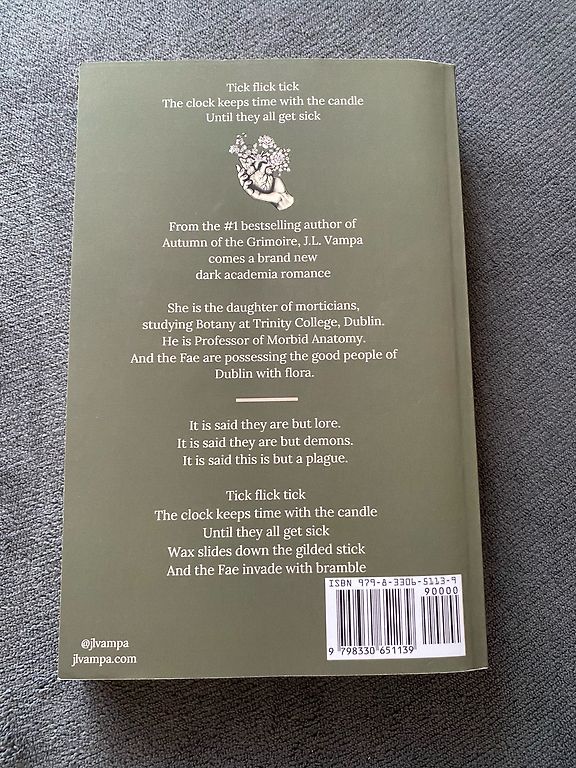 Tick flick tick
The clock keeps time with the candle
Until they all get sick
From the #1 bestselling author of
Autumn of the Grimoire, J.L. Vampa
comes a brand new
dark academia romance
She is the daughter of morticians,
studying Botany at Trinity College, Dublin.
He is Professor of Morbid Anatomy.
And the Fae are possessing the good people of
Dublin with flora.
It is said they are but lore.
It is said they are but demons.
It is said this is but a plague.
Tick flick tick
The clock keeps time with the candle
Until they all get sick
Wax slides down the gilded stick
And the Fae invade with bramble
ISBN 979-8-3306-5113-9
90000
9 798330 651139
@jlvampa
jlvampa.com